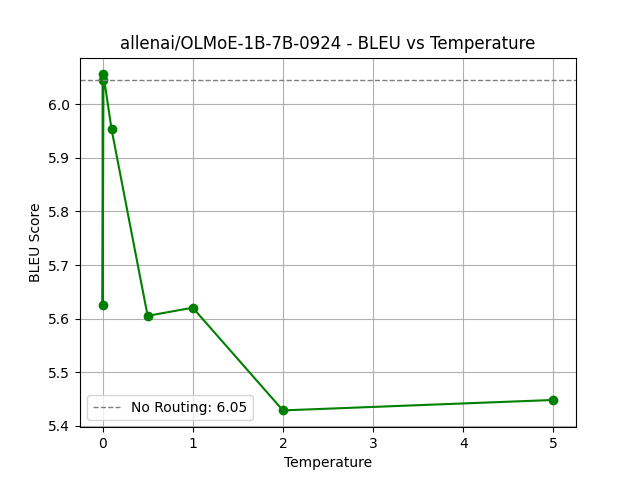 allenai/OLMoE-1B-7B-0924 - BLEU vs Temperature
BLEU Score
6.0
5.9
5.8
5.7
5.6
5.5
5.4
No Routing: 6.05
0 1 2 3 4 5
Temperature